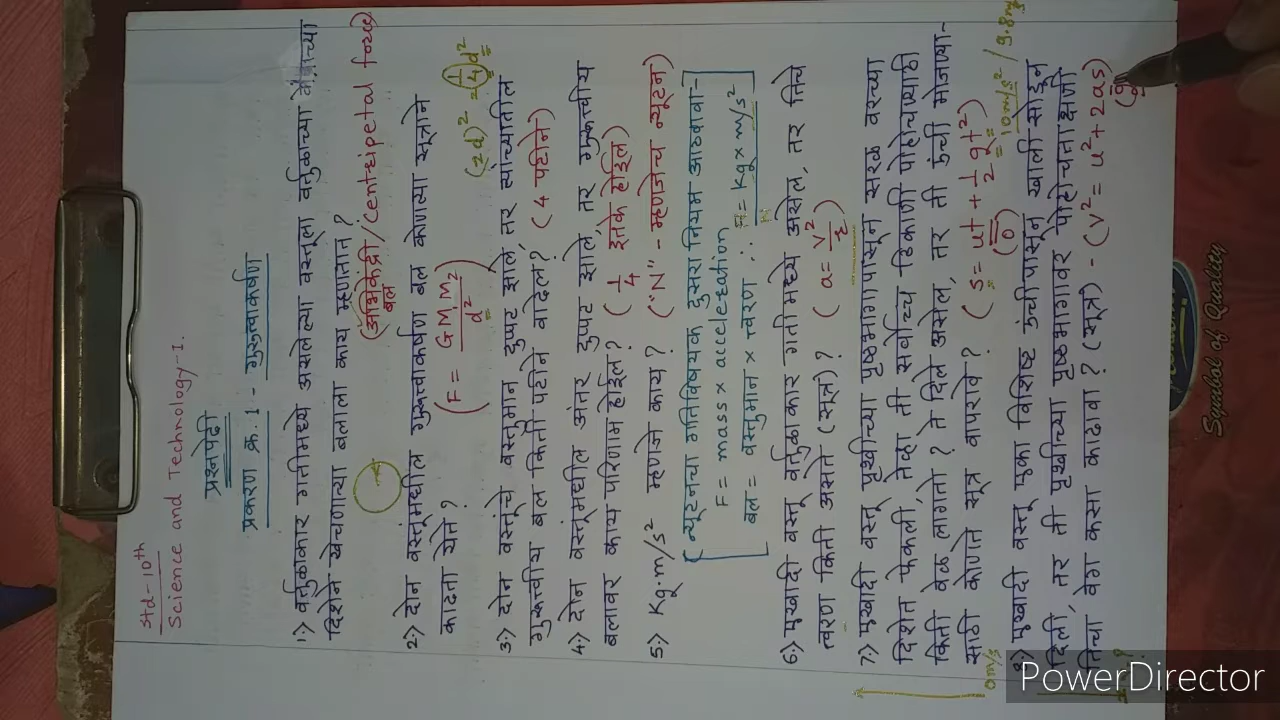 Std-10th
Science and Technology-I.
प्रश्नपेढी
प्रकरण क्र. 1 - गुरुत्वाकर्षण
1:) वर्तुळाकार गतीमध्ये असलेल्या वस्तूला वर्तुळाच्या
दिशेने खेचणाऱ्या बलाला काय म्हणतात ?
(अभिकेंद्री बल / Centripetal force)
2:) दोन वस्तूंमधील गुरुत्वाकर्षण बल कोणत्या सूत्राने
काढता येते ? (F = GM₁M₂/d²) (2d)² = 1/4 d²
3:) दोन वस्तूचे वस्तुमान दुप्पट झाले, तर त्यांच्यातील
गुरुत्वीय बल किती पटीने वाढेल ? (4 पटीने)
4:) दोन वस्तूमधील अंतर दुप्पट झाले तर गुरुत्वीय
बलावर काय परिणाम होईल ? (1/4 इतके होईल)
5:) Kg.m/s² म्हणजे काय ? ("N" - म्हणजेच न्यूटन)
(न्यूटनचा गतिविषयक दुसरा नियम आठवावा-
F = mass x acceleration
बल = वस्तुमान x त्वरण ∴ N = Kg x m/s²
6:) एखादी वस्तू वर्तुळाकार गतीमध्ये असेल, तर तिचे
त्वरण किती असते (सूत्र) ? (a = v²/r)
7:) एखादी वस्तू पृथ्वीच्या पृष्ठभागापासून सरळ वरच्या
दिशेत फेकली, तेव्हा ती सर्वोच्च ठिकाणी पोहोचण्याठी
किती वेळ लागतो ? ते दिले असेल, तर ती उंची मोजण्या-
साठी कोणते सूत्र वापरावे ? (s = ut + 1/2 gt²)
0m/s (0) = 10m/s² / 9.8m/s²
8:) एखादी वस्तू एका विशिष्ट उंचीपासून खाली सोडून
दिली, तर ती पृथ्वीच्या पृष्ठभागावर पोहोचताक्षणी
तिचा वेग कसा काढावा ? (सूत्र) - (v² = u² + 2as)
(g)
Symbol of Quality
PowerDirector